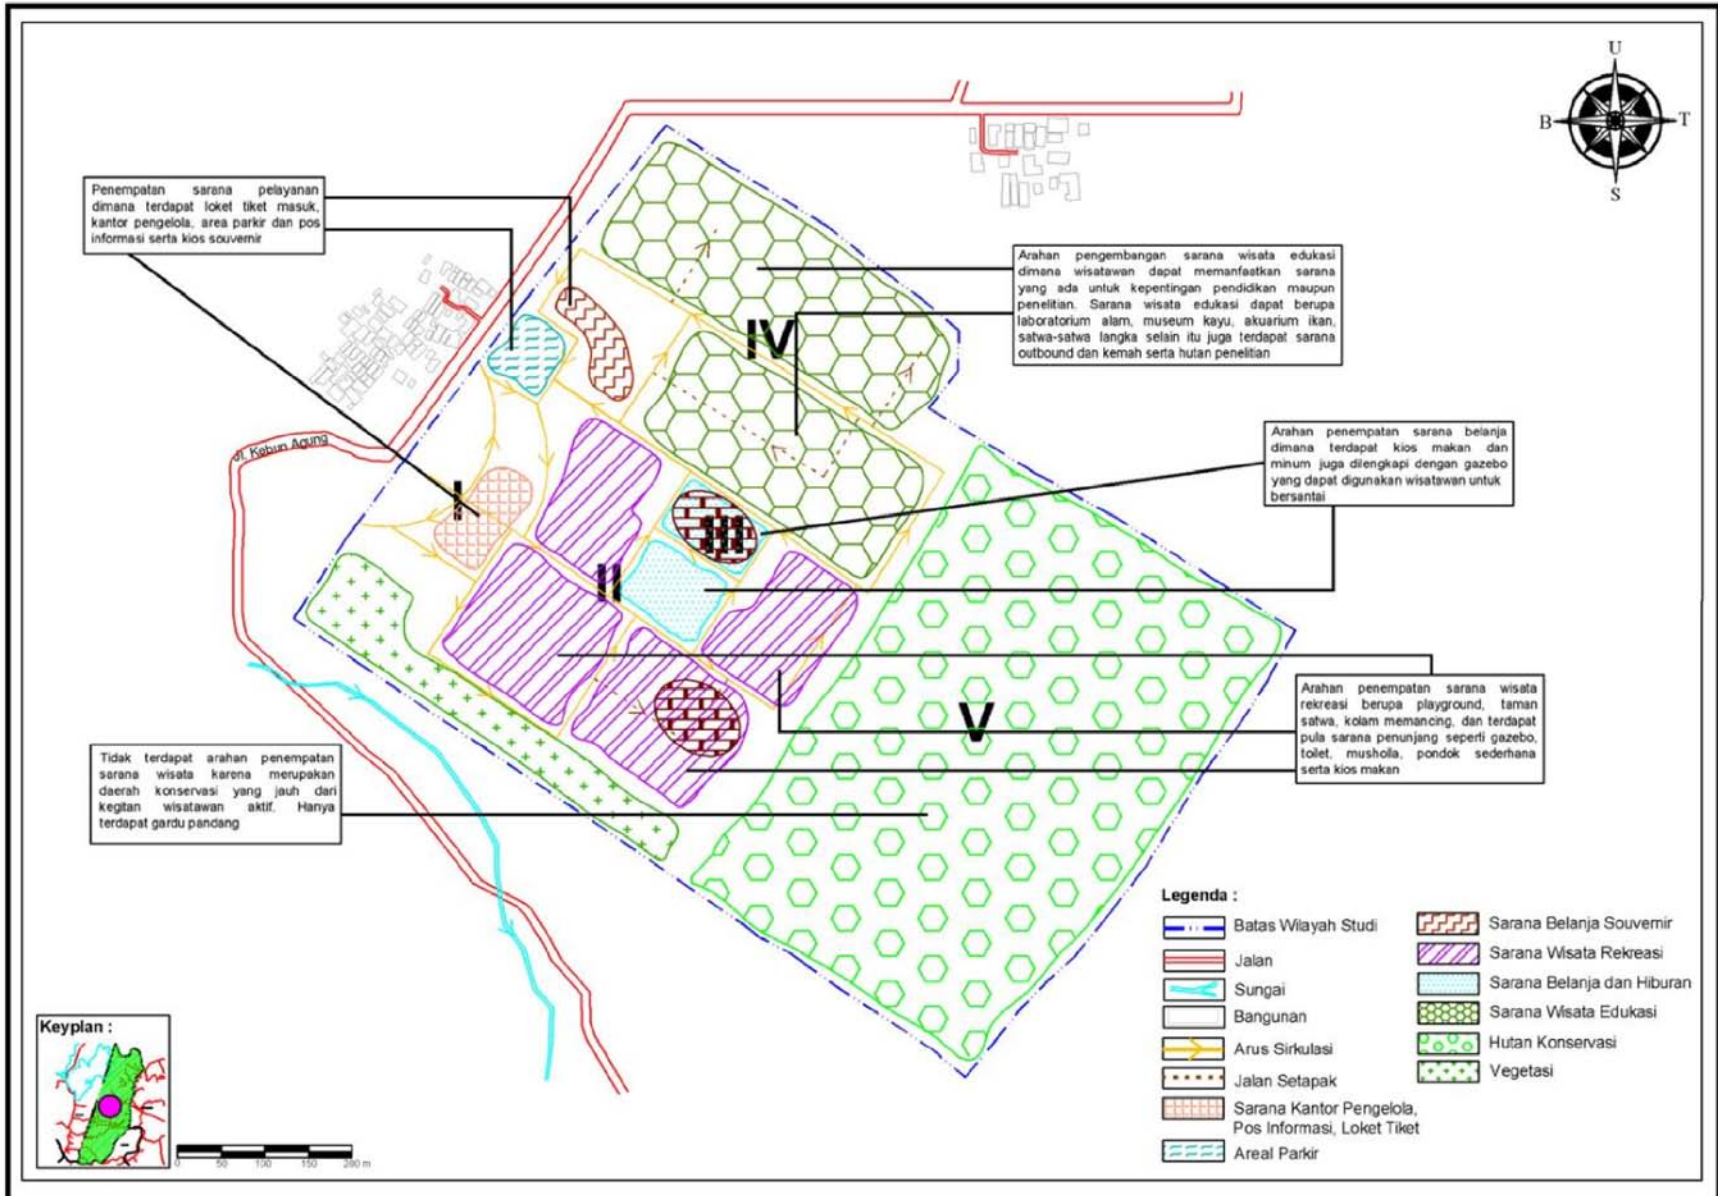 U
B
T
S
Penempatan sarana pelayanan
dimana terdapat loket tiket masuk,
kantor pengelola, area parkir dan pos
informasi serta kios souvernir
Arahan pengembangan sarana wisata edukasi
dimana wisatawan dapat memanfaatkan sarana
yang ada untuk kepentingan pendidikan maupun
penelitian. Sarana wisata edukasi dapat berupa
laboratorium alam, museum kayu, akuarium ikan,
satwa-satwa langka selain itu juga terdapat sarana
outbound dan kemah serta hutan penelitian
IV
Arahan penempatan sarana belanja
dimana terdapat kios makan dan
minum juga dilengkapi dengan gazebo
yang dapat digunakan wisatawan untuk
bersantai
Jl. Kebun Agung
I
III
II
V
Arahan penempatan sarana wisata
rekreasi berupa playground, taman
satwa, kolam memancing, dan terdapat
pula sarana penunjang seperti gazebo,
toilet, mushola, pondok sederhana
serta kios makan
Tidak terdapat arahan penempatan
sarana wisata karena merupakan
daerah konservasi yang jauh dari
kegitan wisatawan aktif. Hanya
terdapat gardu pandang
Legenda :
Batas Wilayah Studi
Jalan
Sungai
Bangunan
Arus Sirkulasi
Jalan Setapak
Sarana Kantor Pengelola,
Pos Informasi, Loket Tiket
Areal Parkir
Sarana Belanja Souvernir
Sarana Wisata Rekreasi
Sarana Belanja dan Hiburan
Sarana Wisata Edukasi
Hutan Konservasi
Vegetasi
Keyplan :
0 50 100 150 200 m